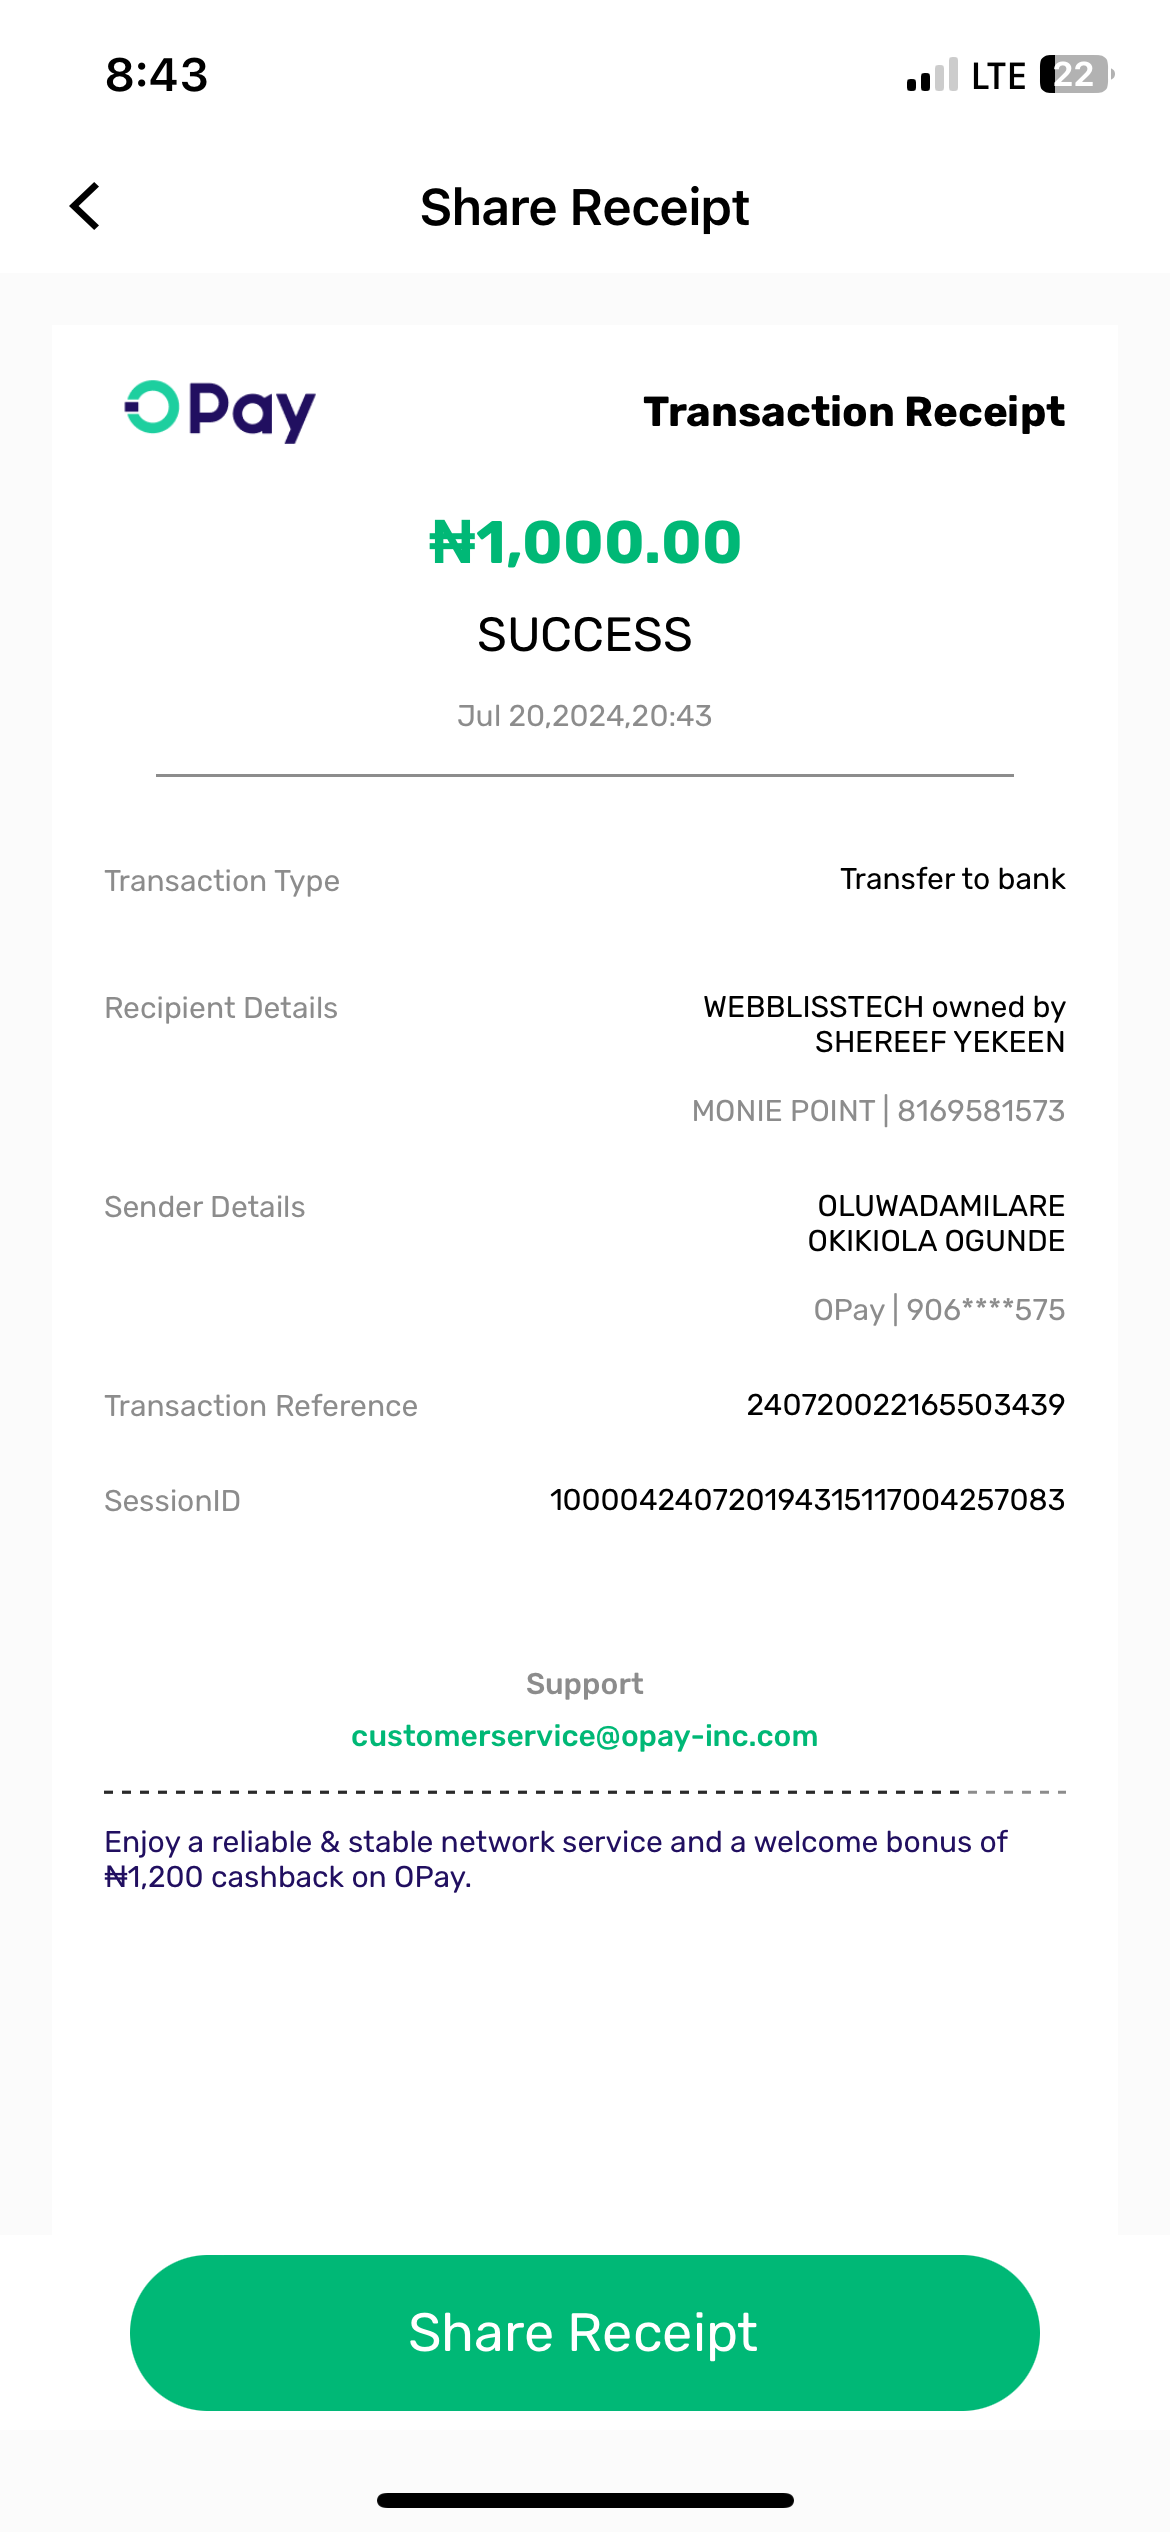 8:43
LTE 22
Share Receipt
OPay
Transaction Receipt
₦1,000.00
SUCCESS
Jul 20,2024,20:43
Transaction Type
Transfer to bank
Recipient Details
WEBBLISSTECH owned by
SHEREEF YEKEEN
MONIE POINT | 8169581573
Sender Details
OLUWADAMILARE
OKIKIOLA OGUNDE
OPay | 906****575
Transaction Reference
240720022165503439
SessionID
100004240720194315117004257083
Support
customerservice@opay-inc.com
Enjoy a reliable & stable network service and a welcome bonus of
₦1,200 cashback on OPay.
Share Receipt